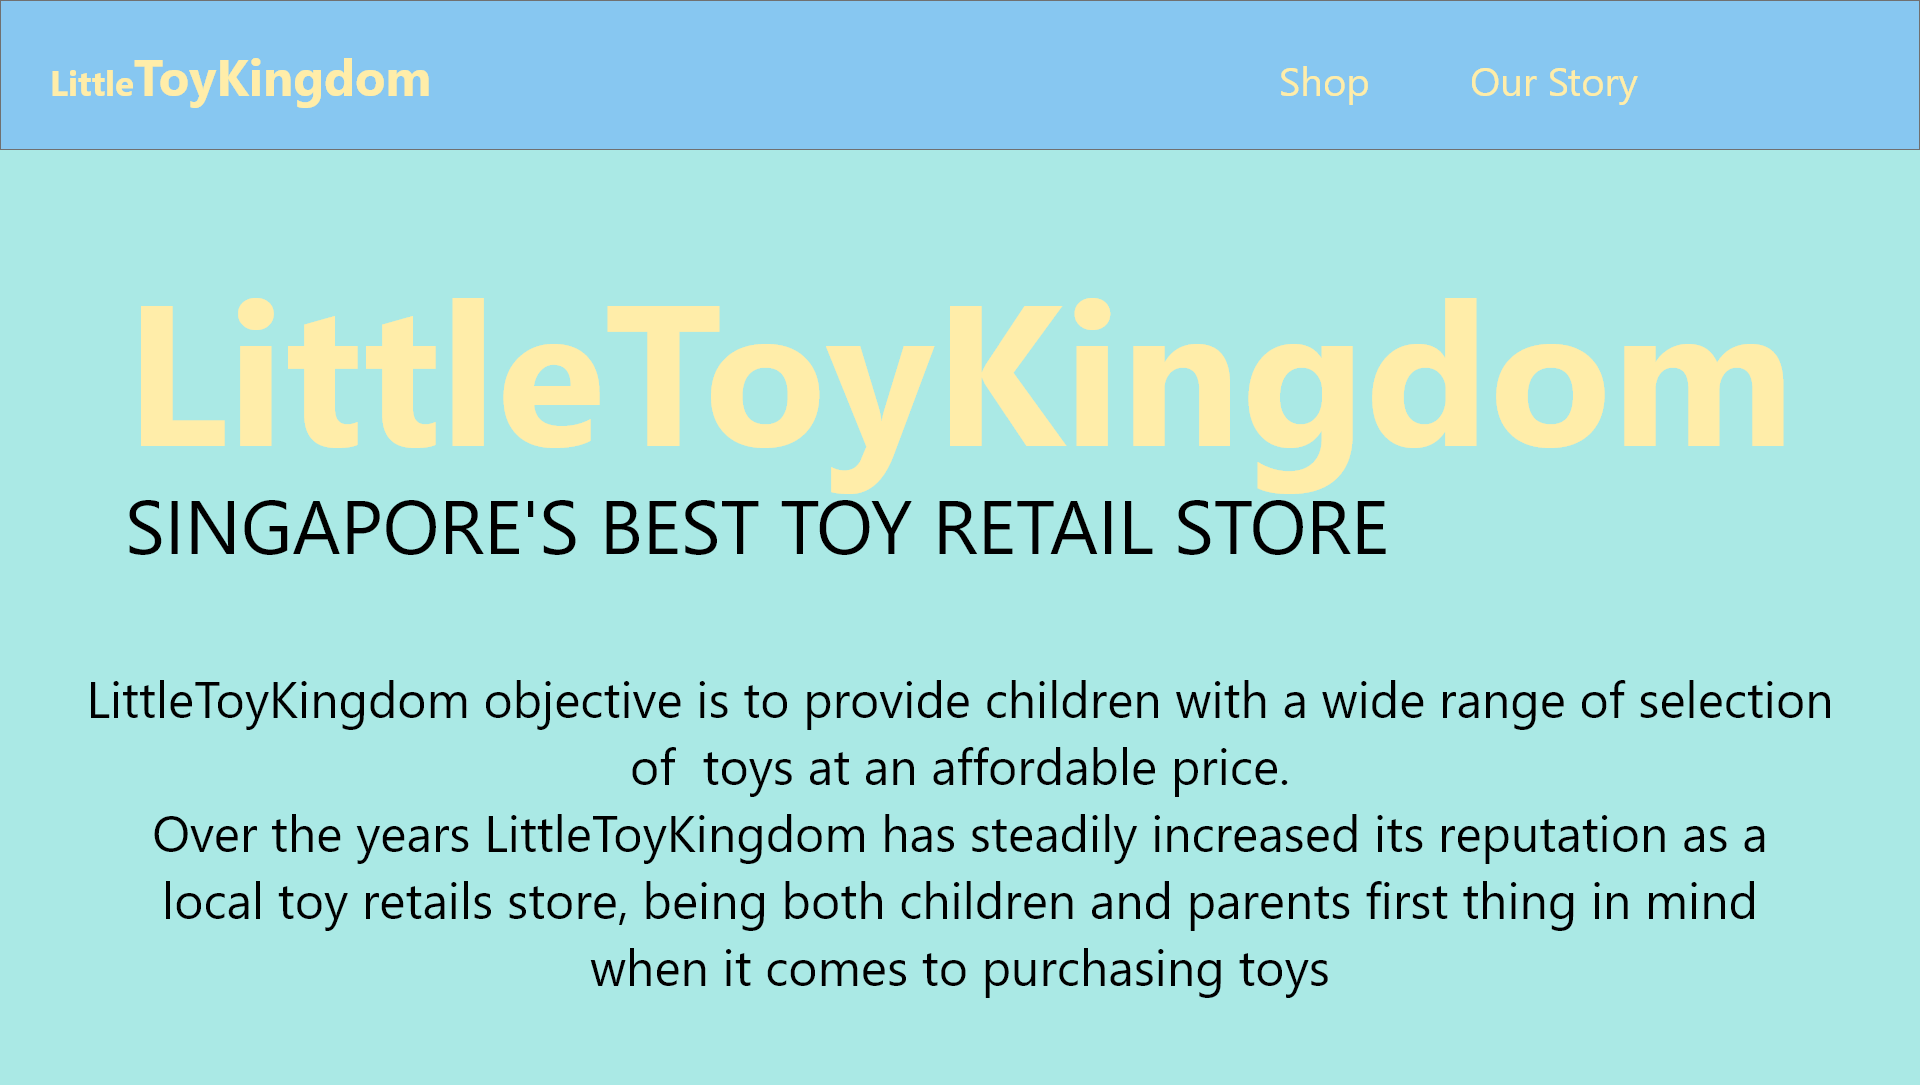 LittleToyKingdom
Shop
Our Story
LittleToyKingdom
SINGAPORE'S BEST TOY RETAIL STORE
LittleToyKingdom objective is to provide children with a wide range of selection
of  toys at an affordable price.
Over the years LittleToyKingdom has steadily increased its reputation as a
local toy retails store, being both children and parents first thing in mind
when it comes to purchasing toys